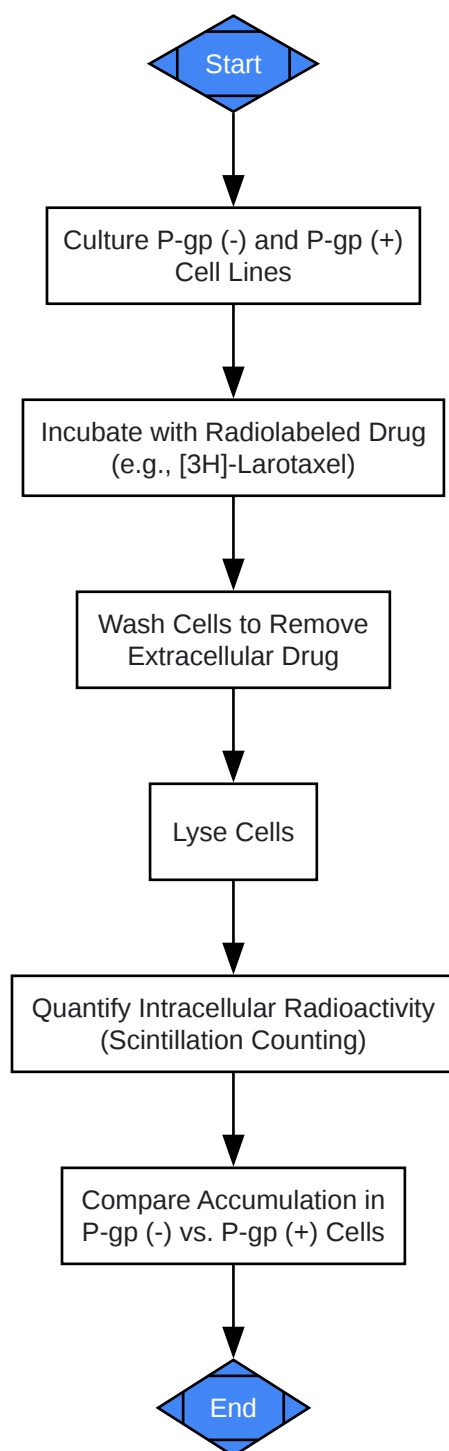 Start
Culture P-gp (-) and P-gp (+)
Cell Lines
Incubate with Radiolabeled Drug
(e.g., [3H]-Larotaxel)
Wash Cells to Remove
Extracellular Drug
Lyse Cells
Quantify Intracellular Radioactivity
(Scintillation Counting)
Compare Accumulation in
P-gp (-) vs. P-gp (+) Cells
End